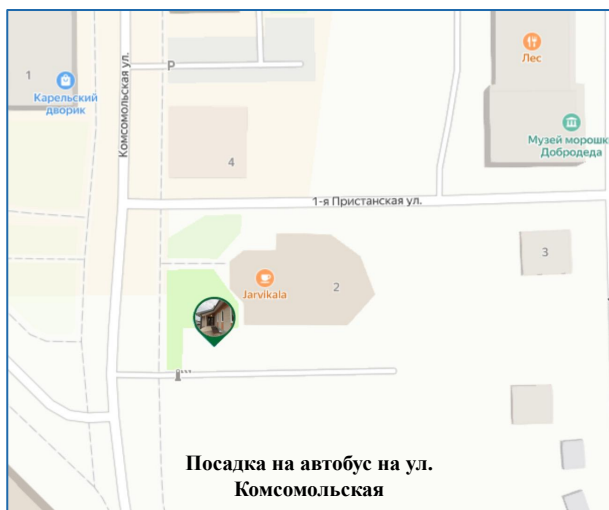 Лес
1
Карельский
дворик
Комсомольская ул.
P
4
Музей морошки
Добродеда
1-я Пристанская ул.
3
Jarvikala
2
Посадка на автобус на ул.
Комсомольская